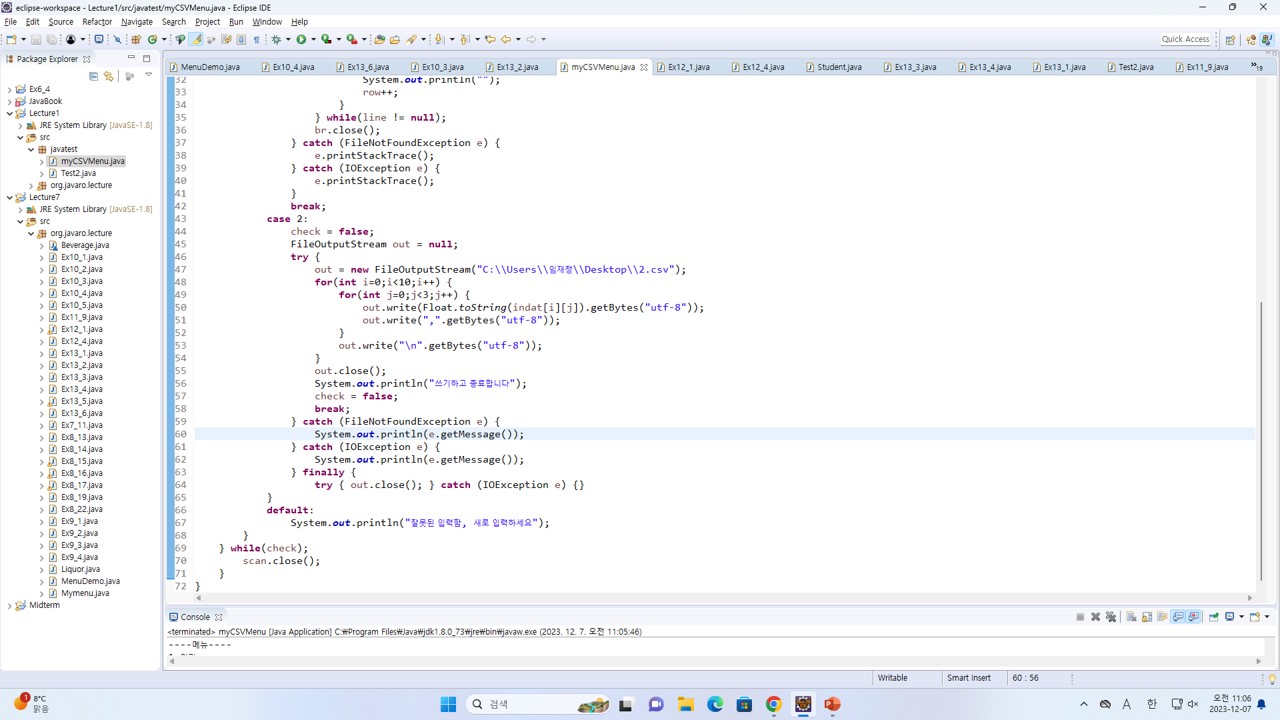 eclipse-workspace - Lecture1/src/javatest/myCSVMenu.java - Eclipse IDE
File Edit Source Refactor Navigate Search Project Run Window Help
Quick Access
Package Explorer
MenuDemo.java Ex10_4.java Ex13_6.java Ex10_3.java Ex13_2.java myCSVMenu.java Ex12_1.java Ex12_4.java Student.java Ex13_3.java Ex13_4.java Ex13_1.java Test2.java Ex11_9.java »19
Ex6_4
JavaBook
Lecture1
JRE System Library [JavaSE-1.8]
src
javatest
myCSVMenu.java
Test2.java
org.javaro.lecture
Lecture7
JRE System Library [JavaSE-1.8]
src
org.javaro.lecture
Beverage.java
Ex10_1.java
Ex10_2.java
Ex10_3.java
Ex10_4.java
Ex10_5.java
Ex11_9.java
Ex12_1.java
Ex12_4.java
Ex13_1.java
Ex13_2.java
Ex13_3.java
Ex13_4.java
Ex13_5.java
Ex13_6.java
Ex7_11.java
Ex8_13.java
Ex8_14.java
Ex8_15.java
Ex8_16.java
Ex8_17.java
Ex8_19.java
Ex8_22.java
Ex9_1.java
Ex9_2.java
Ex9_3.java
Ex9_4.java
Liquor.java
MenuDemo.java
Mymenu.java
Midterm
32 System.out.println("");
33 row++;
34 }
35 } while(line != null);
36 br.close();
37 } catch (FileNotFoundException e) {
38 e.printStackTrace();
39 } catch (IOException e) {
40 e.printStackTrace();
41 }
42 break;
43 case 2:
44 check = false;
45 FileOutputStream out = null;
46 try {
47 out = new FileOutputStream("C:\\Users\\임재정\\Desktop\\2.csv");
48 for(int i=0;i<10;i++) {
49 for(int j=0;j<3;j++) {
50 out.write(Float.toString(indat[i][j]).getBytes("utf-8"));
51 out.write(",".getBytes("utf-8"));
52 }
53 out.write("\n".getBytes("utf-8"));
54 }
55 out.close();
56 System.out.println("쓰기하고 종료합니다");
57 check = false;
58 break;
59 } catch (FileNotFoundException e) {
60 System.out.println(e.getMessage());
61 } catch (IOException e) {
62 System.out.println(e.getMessage());
63 } finally {
64 try { out.close(); } catch (IOException e) {}
65 }
66 default:
67 System.out.println("잘못된 입력함, 새로 입력하세요");
68 }
69 } while(check);
70 scan.close();
71 }
72 }
Console
<terminated> myCSVMenu [Java Application] C:₩Program Files₩Java₩jdk1.8.0_73₩jre₩bin₩javaw.exe (2023. 12. 7. 오전 11:05:46)
----메뉴----
Writable Smart Insert 60 : 56
1
8°C
맑음
검색
A 한
오전 11:06
2023-12-07